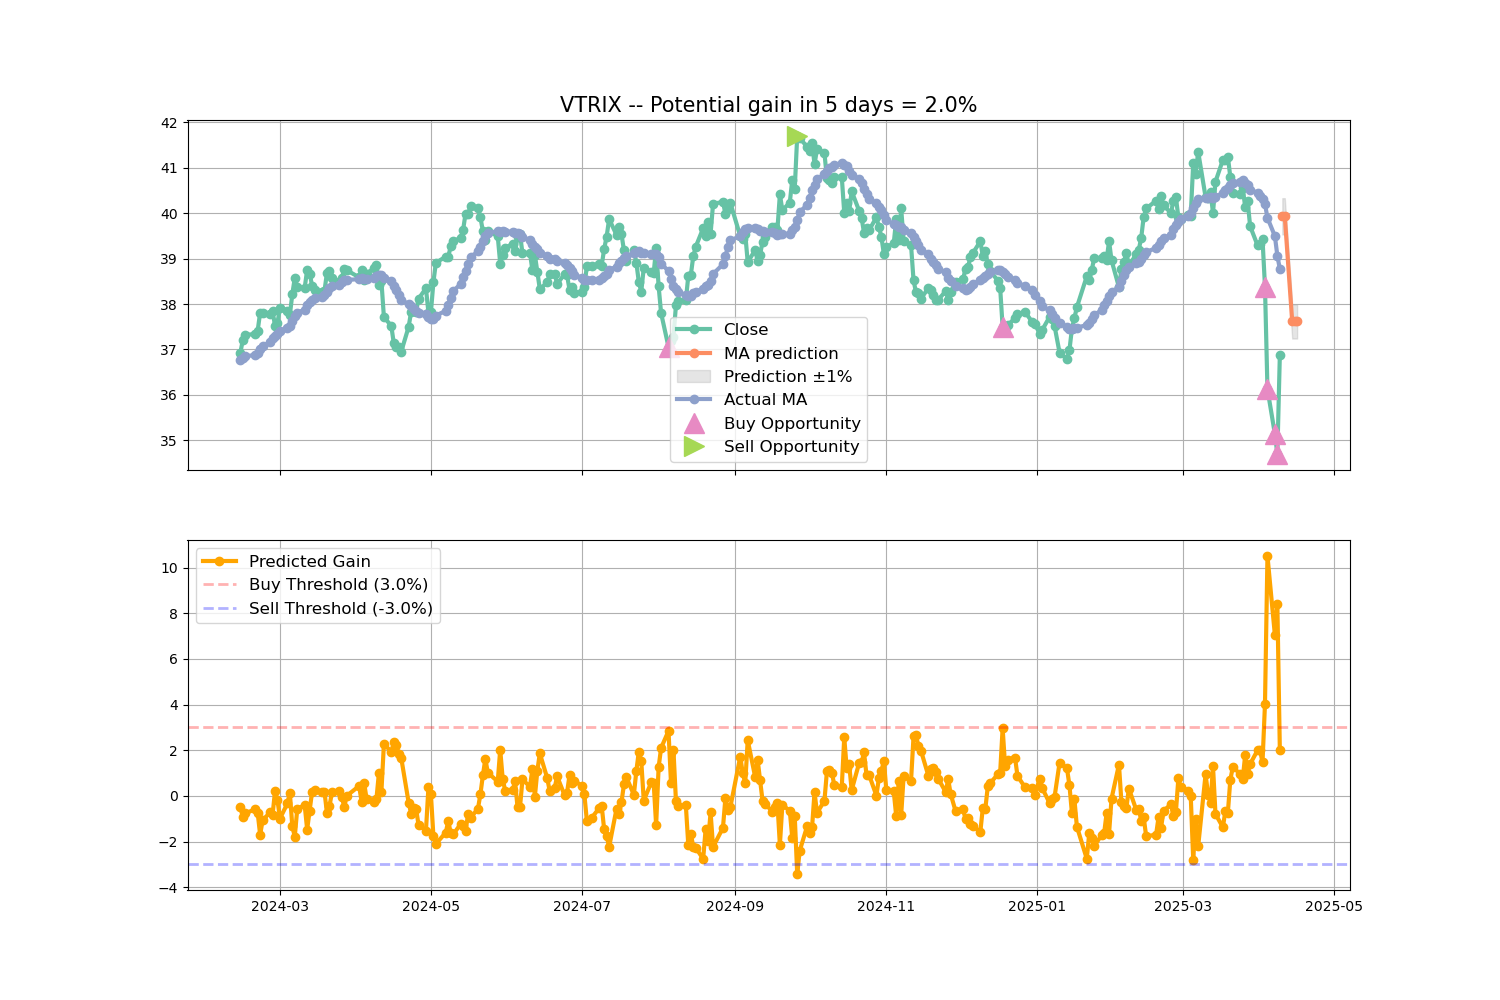 VTRIX -- Potential gain in 5 days = 2.0%
42
41
40
39
38
37
36
35
Close
MA prediction
Prediction ±1%
Actual MA
Buy Opportunity
Sell Opportunity
10
8
6
4
2
0
−2
−4
Predicted Gain
Buy Threshold (3.0%)
Sell Threshold (-3.0%)
2024-03
2024-05
2024-07
2024-09
2024-11
2025-01
2025-03
2025-05